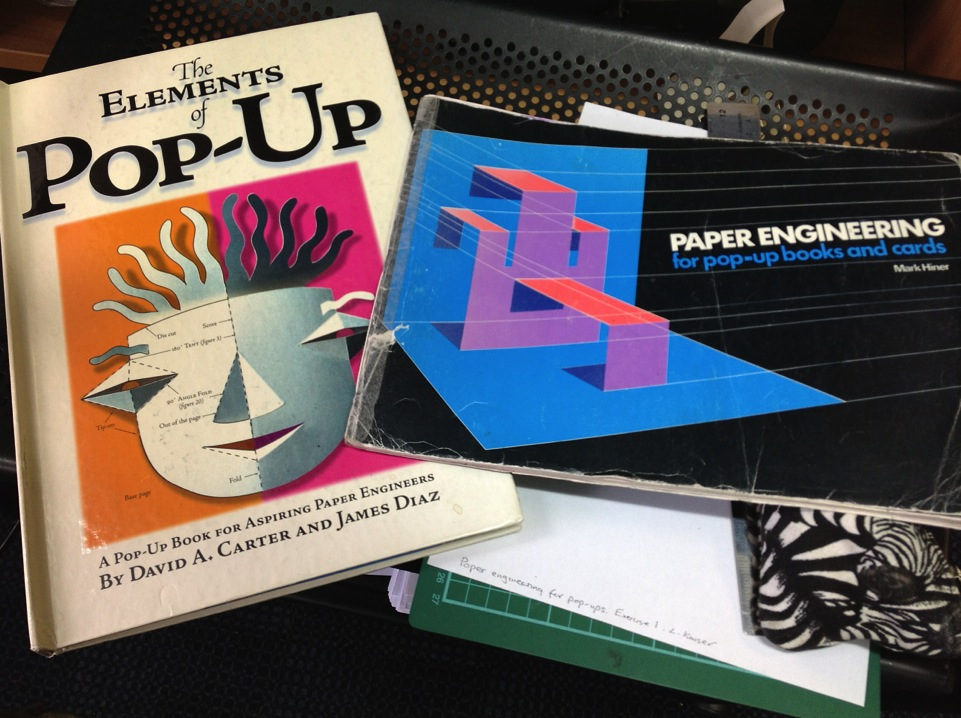 The
ELEMENTS
of
POP-UP
Die cut
Score
180° TENT (figure 3)
90° ANGLE FOLD
(figure 20)
Out of the page
Tip-on
Fold
Base page
A POP-UP BOOK FOR ASPIRING PAPER ENGINEERS
BY DAVID A. CARTER AND JAMES DIAZ
PAPER ENGINEERING
for pop-up books and cards
Mark Hiner
12
26
27
Paper engineering for pop-ups. Exercise 1. L. Kaiser